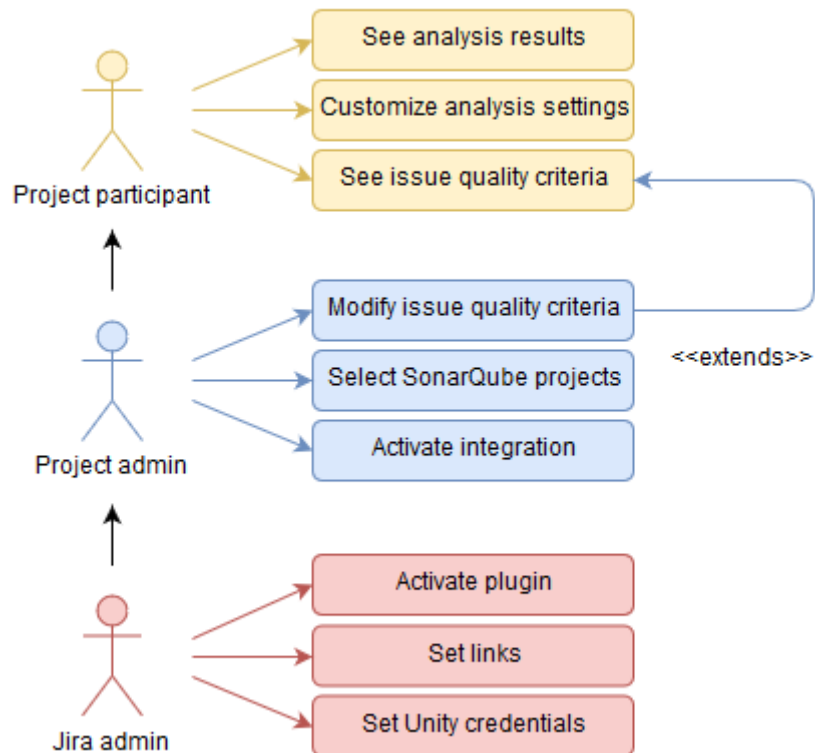 See analysis results
Customize analysis settings
See issue quality criteria
Project participant
Modify issue quality criteria
<<extends>>
Select SonarQube projects
Activate integration
Project admin
Activate plugin
Set links
Set Unity credentials
Jira admin